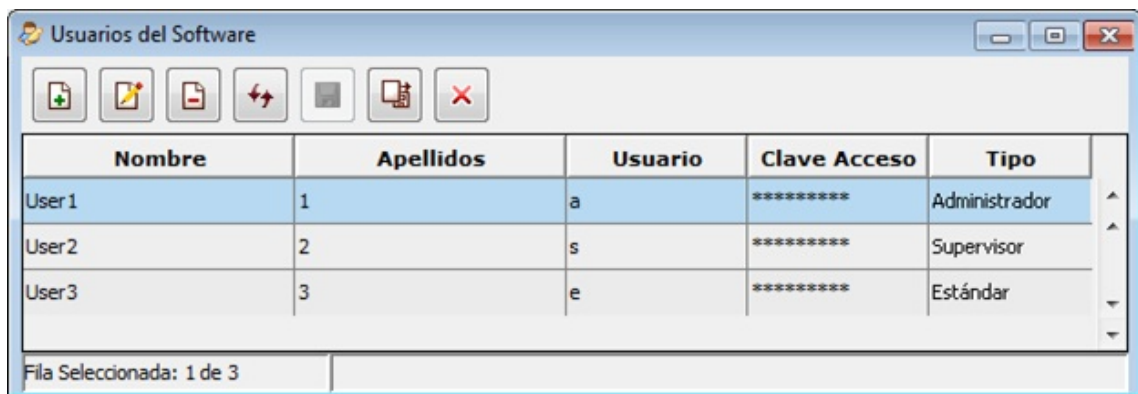 Usuarios del Software
Nombre Apellidos Usuario Clave Acceso Tipo
User1 1 a ********* Administrador
User2 2 s ********* Supervisor
User3 3 e ********* Estándar
Fila Seleccionada: 1 de 3